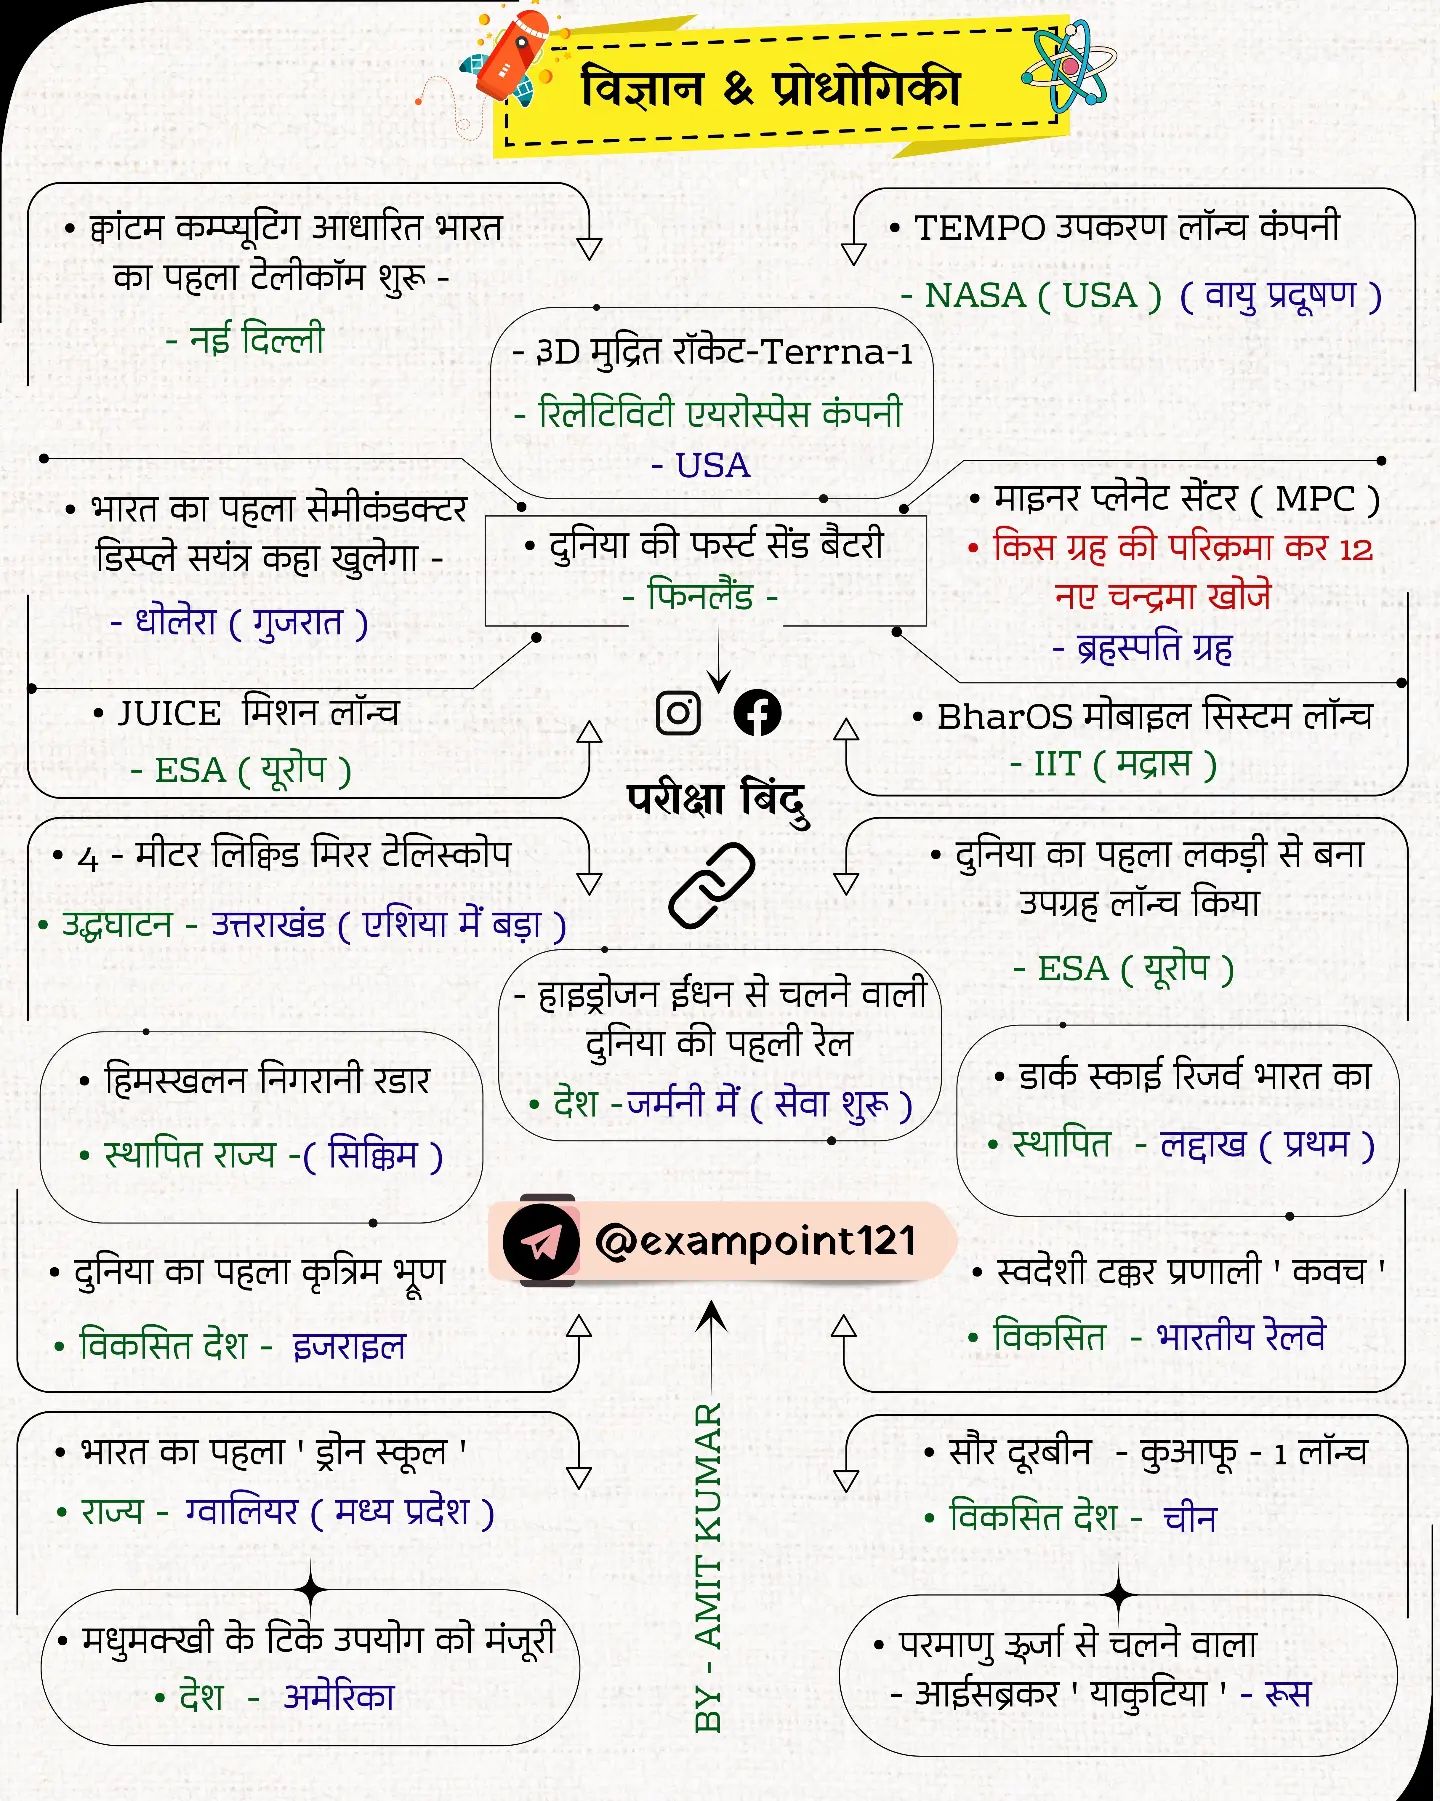 विज्ञान & प्रोधोगिकी
• क्वांटम कम्प्यूटिंग आधारित भारत
का पहला टेलीकॉम शुरू -
- नई दिल्ली
• TEMPO उपकरण लॉन्च कंपनी
- NASA ( USA ) ( वायु प्रदूषण )
- ३D मुद्रित रॉकेट-Terrna-1
- रिलेटिविटी एयरोस्पेस कंपनी
- USA
• भारत का पहला सेमीकंडक्टर
डिस्प्ले सयंत्र कहा खुलेगा -
- धोलेरा ( गुजरात )
• दुनिया की फर्स्ट सेंड बैटरी
- फिनलैंड -
• माइनर प्लेनेट सेंटर ( MPC )
• किस ग्रह की परिक्रमा कर 12
नए चन्द्रमा खोजे
- ब्रहस्पति ग्रह
• JUICE मिशन लॉन्च
- ESA ( यूरोप )
• BharOS मोबाइल सिस्टम लॉन्च
- IIT ( मद्रास )
परीक्षा बिंदु
• 4 - मीटर लिक्विड मिरर टेलिस्कोप
• उद्धघाटन - उत्तराखंड ( एशिया में बड़ा )
• दुनिया का पहला लकड़ी से बना
उपग्रह लॉन्च किया
- ESA ( यूरोप )
- हाइड्रोजन ईंधन से चलने वाली
दुनिया की पहली रेल
• देश -जर्मनी में ( सेवा शुरू )
• हिमस्खलन निगरानी रडार
• स्थापित राज्य -( सिक्किम )
• डार्क स्काई रिजर्व भारत का
• स्थापित - लद्दाख ( प्रथम )
@exampoint121
• दुनिया का पहला कृत्रिम भ्रूण
• विकसित देश - इजराइल
• स्वदेशी टक्कर प्रणाली ' कवच '
• विकसित - भारतीय रेलवे
• भारत का पहला ' ड्रोन स्कूल '
• राज्य - ग्वालियर ( मध्य प्रदेश )
• सौर दूरबीन - कुआफू - 1 लॉन्च
• विकसित देश - चीन
BY - AMIT KUMAR
• मधुमक्खी के टिके उपयोग को मंजूरी
• देश - अमेरिका
• परमाणु ऊर्जा से चलने वाला
- आईसब्रकर ' याकुटिया ' - रूस